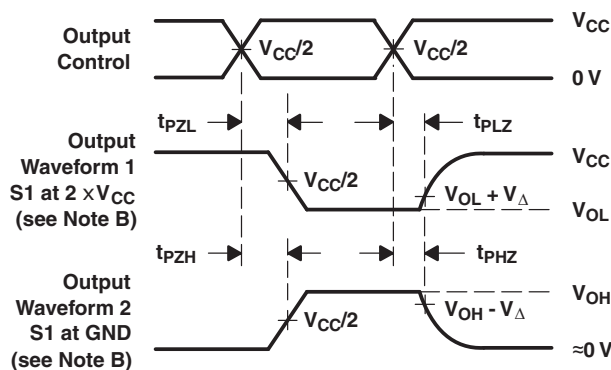 Output
Control
V_CC/2
V_CC/2
V_CC
0 V
t_PZL
t_PLZ
Output
Waveform 1
S1 at 2 x V_CC
(see Note B)
V_CC/2
V_CC
V_OL + V_Δ
V_OL
t_PZH
t_PHZ
Output
Waveform 2
S1 at GND
(see Note B)
V_CC/2
V_OH
V_OH - V_Δ
≈0 V